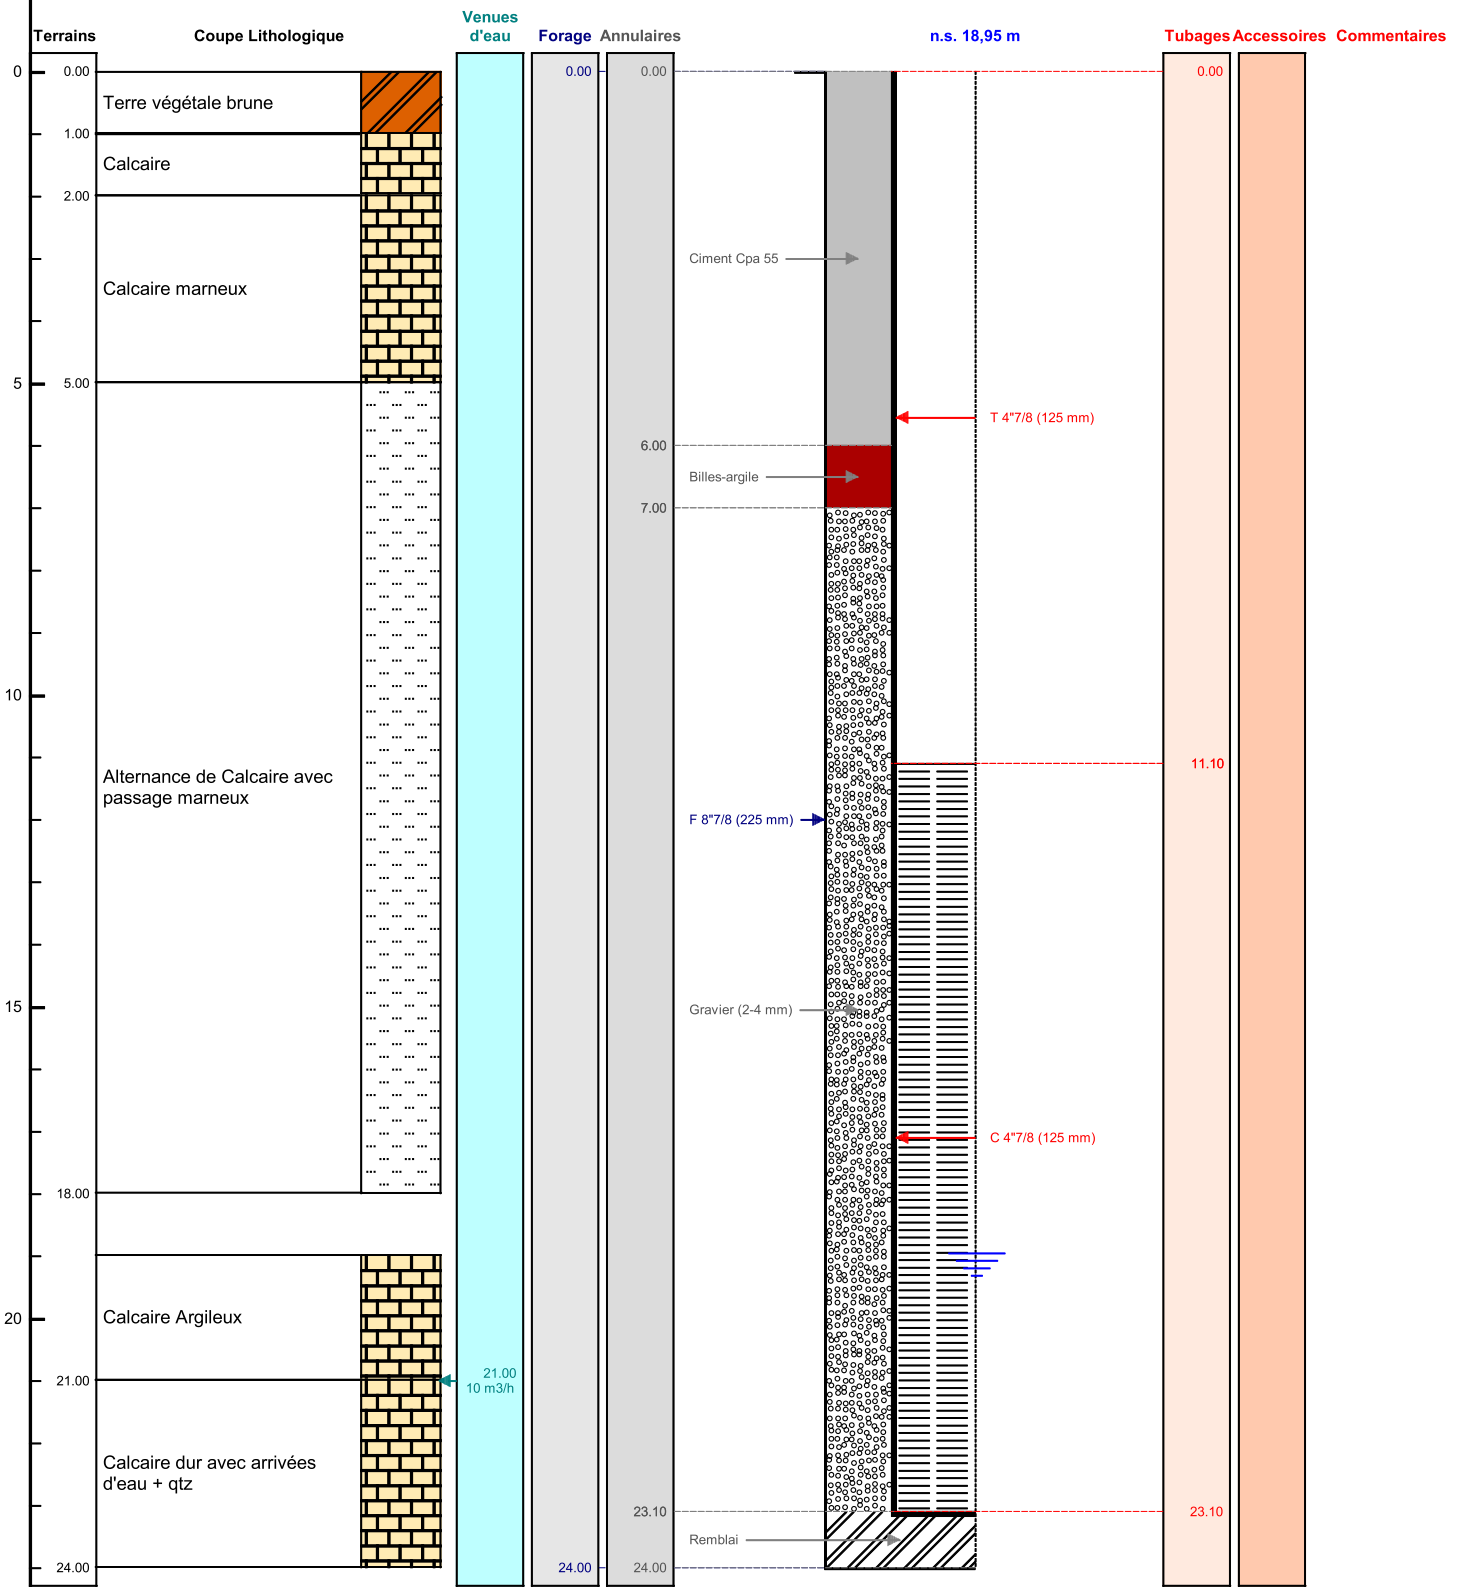 Venues
Terrains Coupe Lithologique d'eau Forage Annulaires n.s. 18,95 m Tubages Accessoires Commentaires
0 0.00 0.00 0.00 0.00
Terre végétale brune
1.00
Calcaire
2.00
Ciment Cpa 55
Calcaire marneux
5 5.00
T 4"7/8 (125 mm)
6.00
Billes-argile
7.00
10
11.10
Alternance de Calcaire avec
passage marneux
F 8"7/8 (225 mm)
15
Gravier (2-4 mm)
C 4"7/8 (125 mm)
18.00
Calcaire Argileux
20
21.00 21.00
10 m3/h
Calcaire dur avec arrivées
d'eau + qtz
23.10 23.10
Remblai
24.00 24.00 24.00